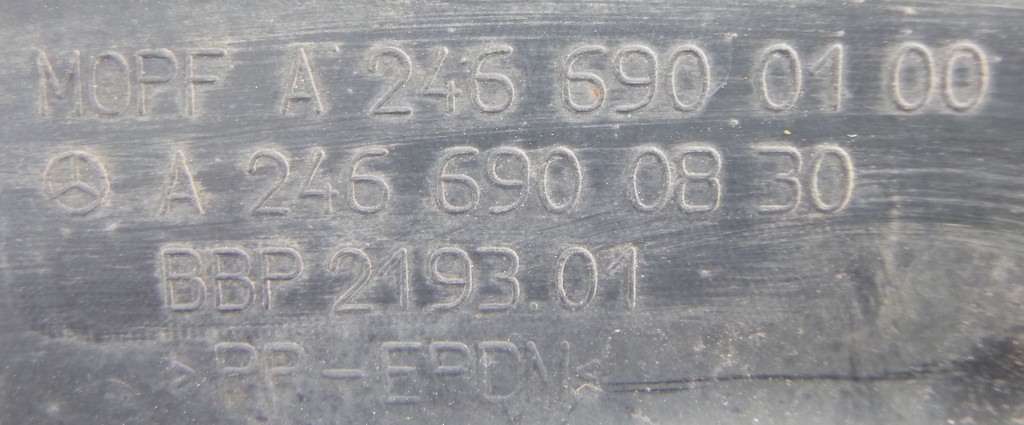 MOPF A 246 690 01 00
A 246 690 08 30
BBP 2193.01
>PP-EPDM<